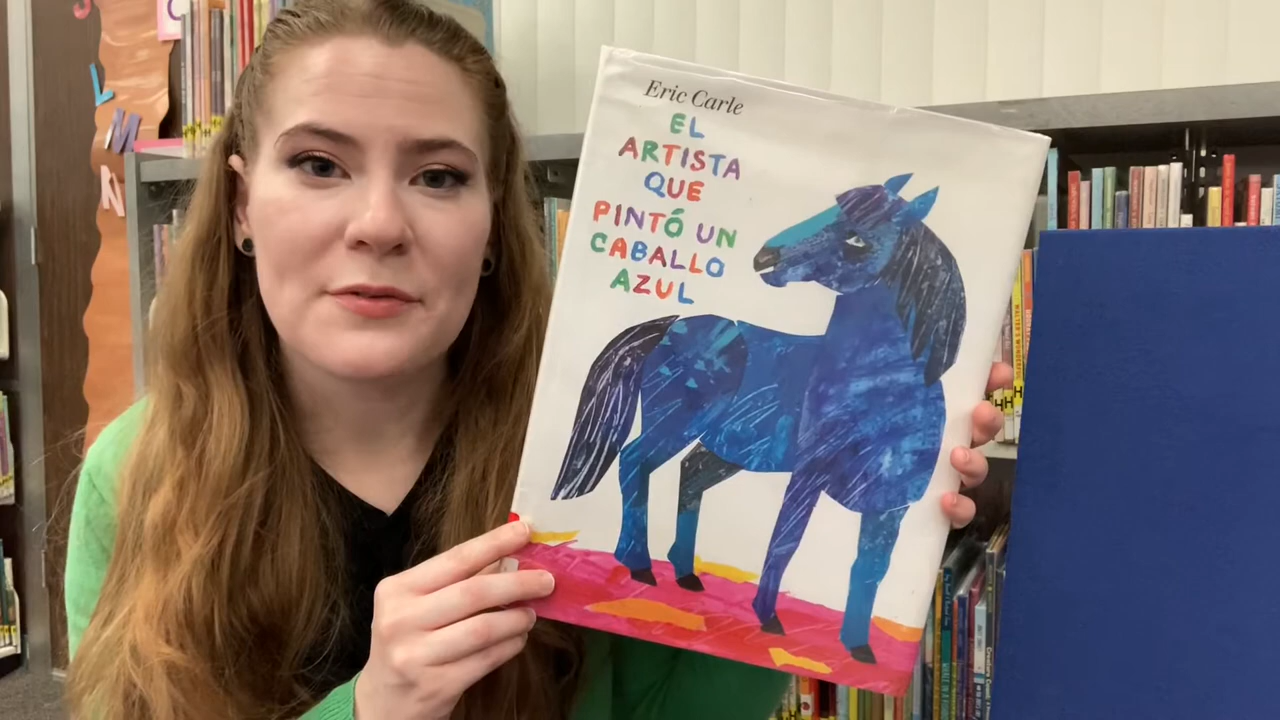 Eric Carle
EL
ARTISTA
QUE
PINTÓ UN
CABALLO
AZUL
L
M
N
H